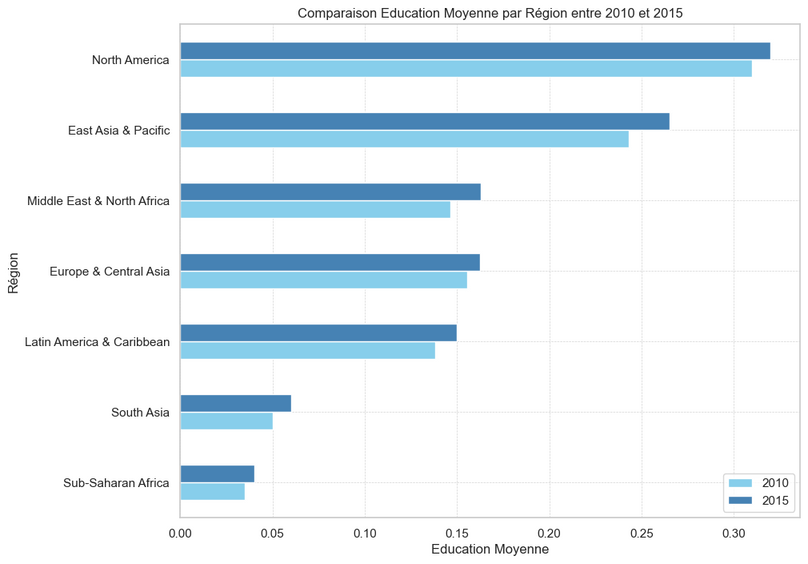 Comparaison Education Moyenne par Région entre 2010 et 2015
Région
North America
East Asia & Pacific
Middle East & North Africa
Europe & Central Asia
Latin America & Caribbean
South Asia
Sub-Saharan Africa
2010
2015
0.00 0.05 0.10 0.15 0.20 0.25 0.30
Education Moyenne